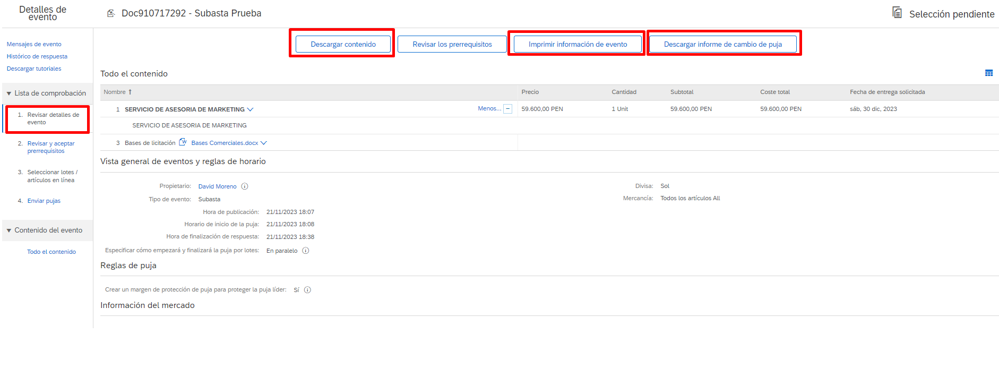 Detalles de
evento
Doc910717292 - Subasta Prueba
Selección pendiente
Mensajes de evento
Histórico de respuesta
Descargar tutoriales
Lista de comprobación
1. Revisar detalles de
evento
2. Revisar y aceptar
prerrequisitos
3. Seleccionar lotes /
artículos en línea
4. Enviar pujas
Contenido del evento
Todo el contenido
Descargar contenido Revisar los prerrequisitos Imprimir información de evento Descargar informe de cambio de puja
Todo el contenido
Nombre ↑ Precio Cantidad Subtotal Coste total Fecha de entrega solicitada
1 SERVICIO DE ASESORIA DE MARKETING Menos... 59.600,00 PEN 1 Unit 59.600,00 PEN 59.600,00 PEN sáb, 30 dic, 2023
SERVICIO DE ASESORIA DE MARKETING
3 Bases de licitación Bases Comerciales.docx
Vista general de eventos y reglas de horario
Propietario: David Moreno
Tipo de evento: Subasta
Hora de publicación: 21/11/2023 18:07
Horario de inicio de la puja: 21/11/2023 18:08
Hora de finalización de respuesta: 21/11/2023 18:38
Especificar cómo empezará y finalizará la puja por lotes: En paralelo
Divisa: Sol
Mercancía: Todos los artículos All
Reglas de puja
Crear un margen de protección de puja para proteger la puja líder: Sí
Información del mercado